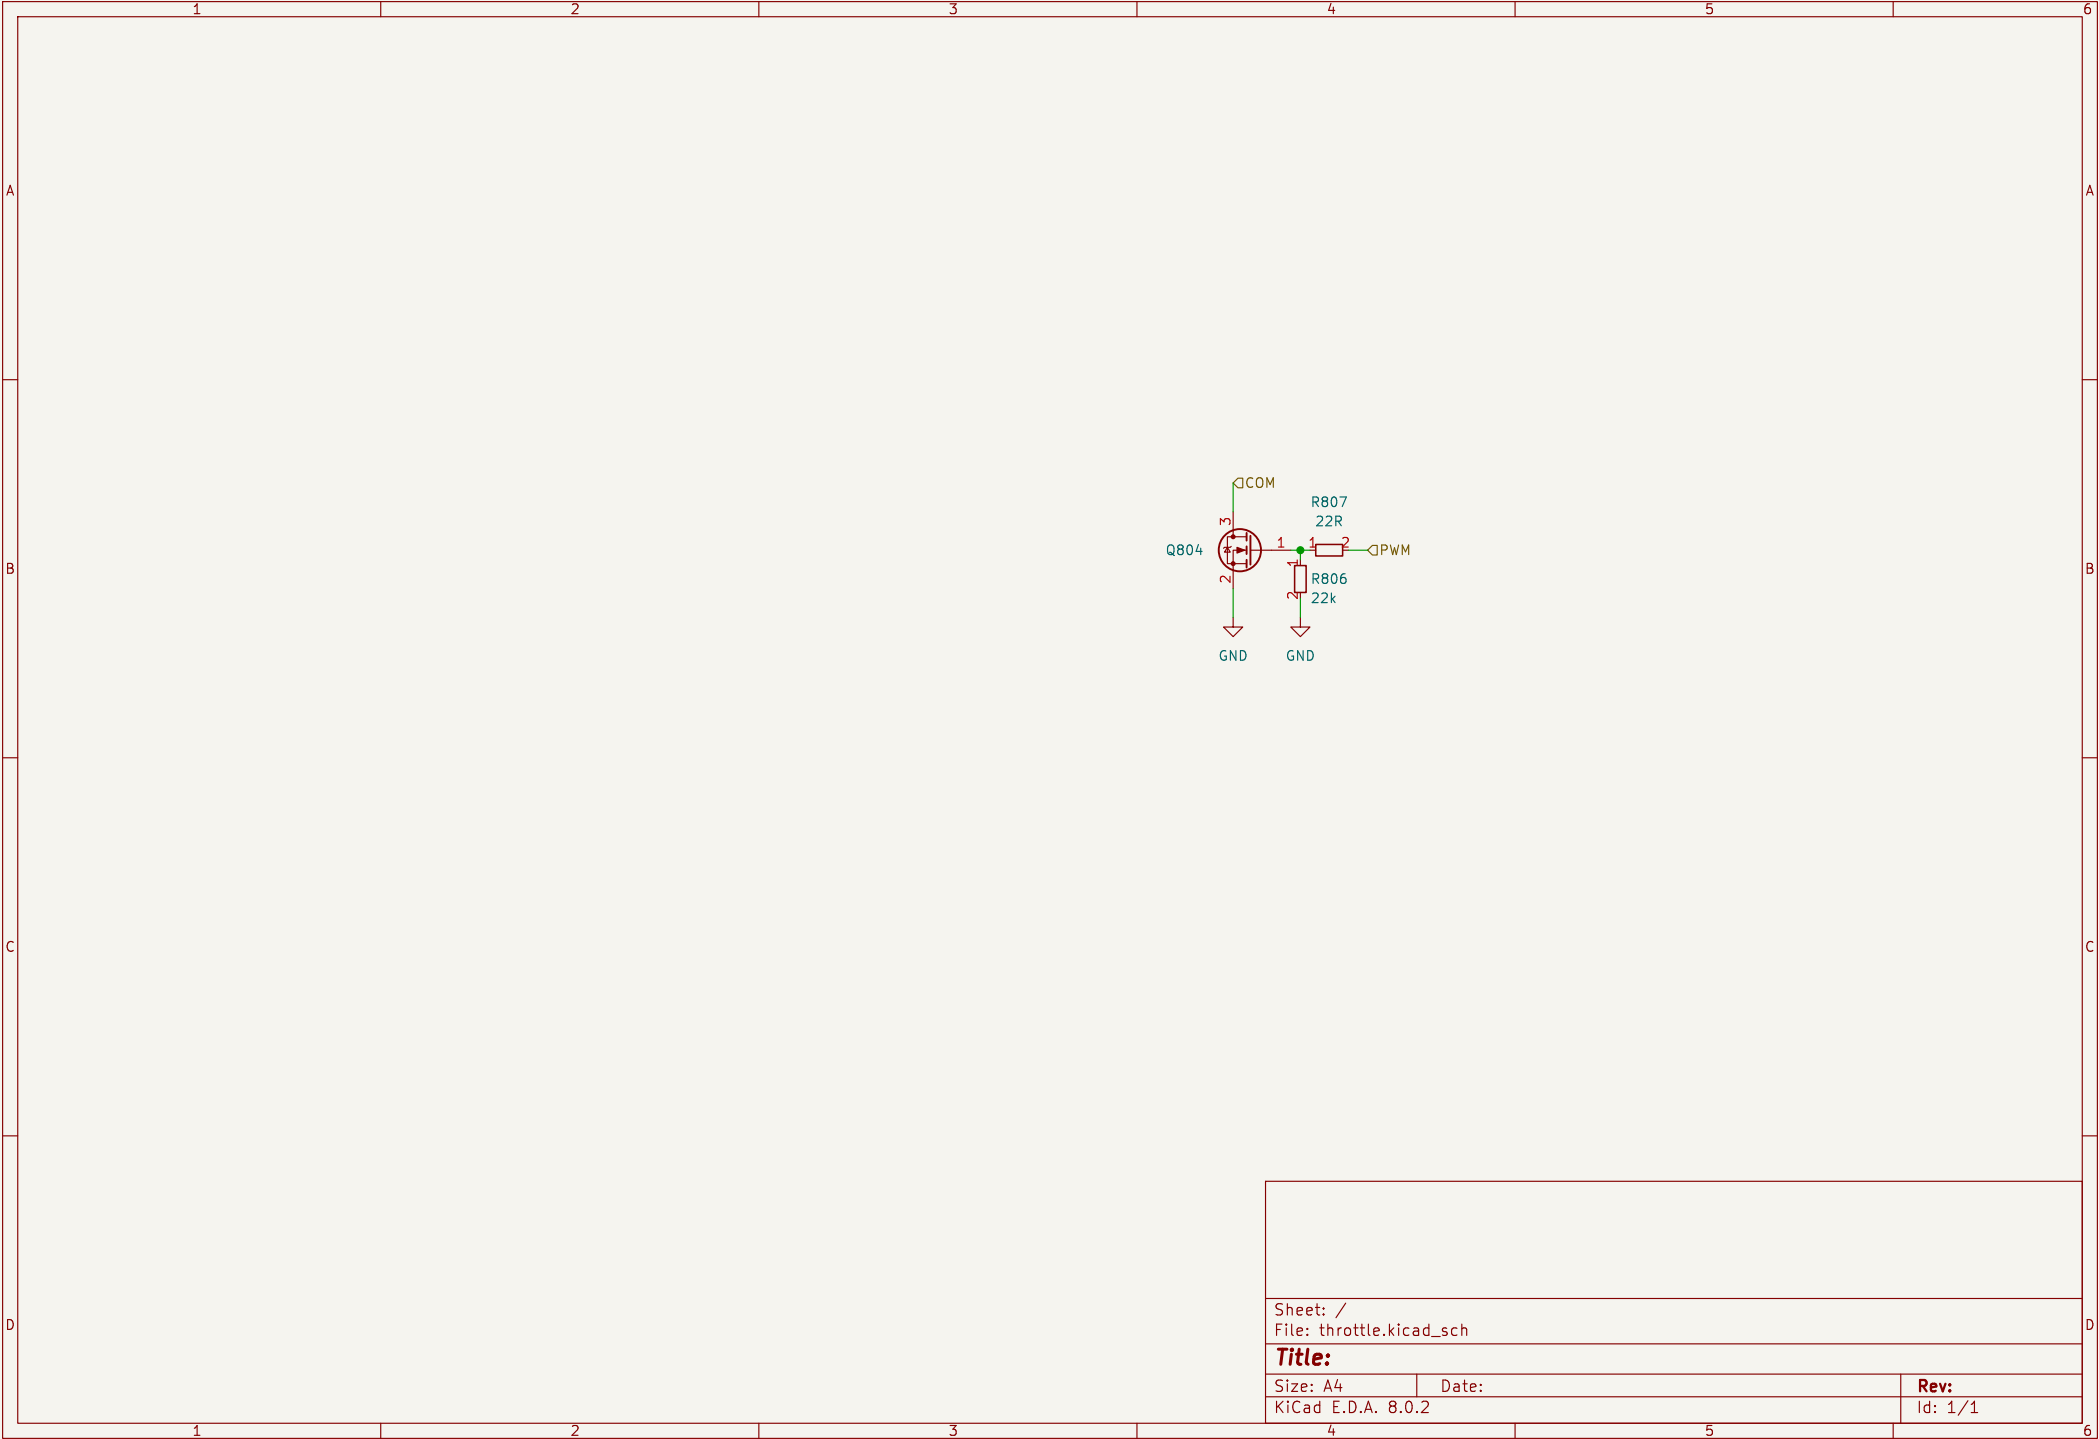 1 2 3 4 5 6
A A
COM
R807
3
22R
Q804
1 1 2 PWM
1
2
R806
2
22k
GND GND
B B
C C
Sheet: /
File: throttle.kicad_sch
D D
Title:
Size: A4 Date: Rev:
KiCad E.D.A. 8.0.2 Id: 1/1
1 2 3 4 5 6